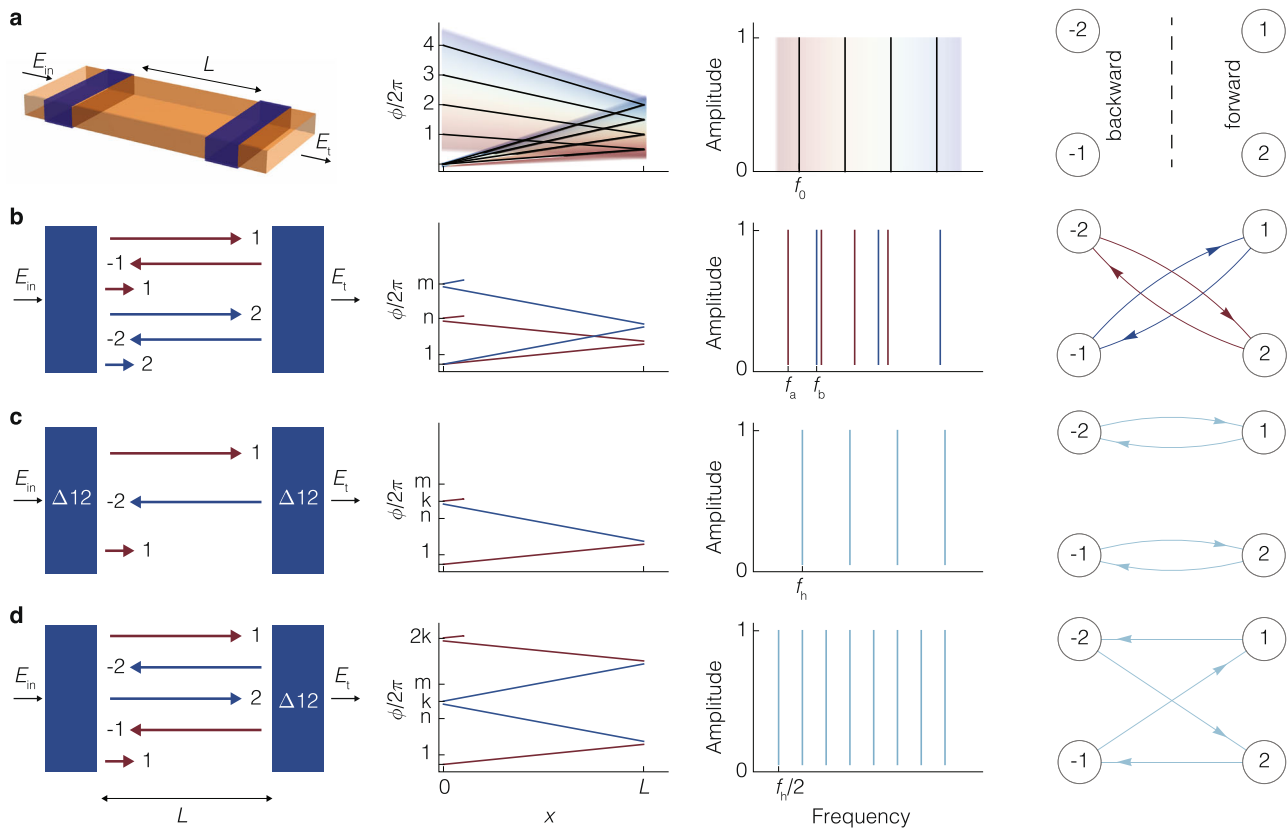 a
E_in
L
E_t
ϕ/2π
4
3
2
1
Amplitude
1
0
f_0
-2
1
backward
forward
-1
2
b
E_in
1
-1
1
2
-2
2
E_t
ϕ/2π
m
n
1
Amplitude
1
0
f_a
f_b
-2
1
-1
2
c
E_in
Δ12
1
-2
1
Δ12
E_t
ϕ/2π
m
k
n
1
Amplitude
1
0
f_h
-2
1
-1
2
d
E_in
1
-2
2
-1
1
Δ12
E_t
L
ϕ/2π
2k
m
k
n
1
0
L
x
Amplitude
1
0
f_h/2
Frequency
-2
1
-1
2